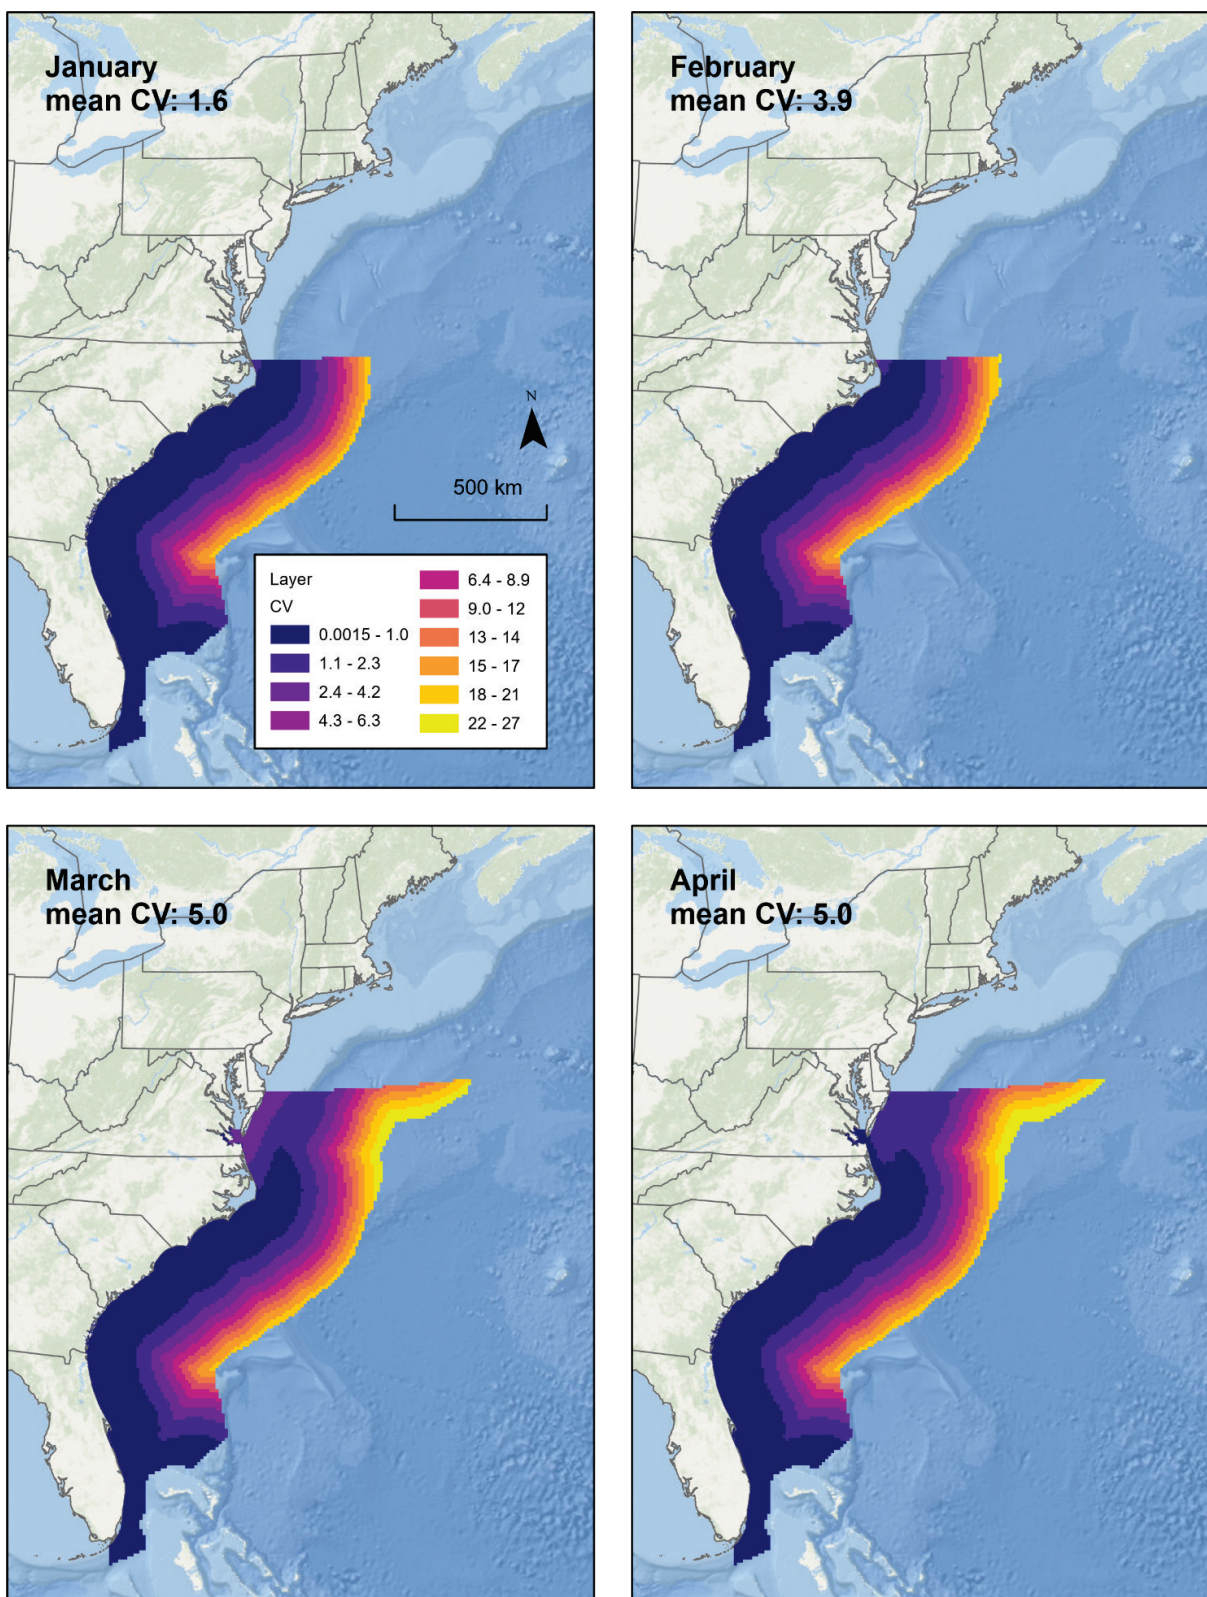 January
mean CV: 1.6
February
mean CV: 3.9
N
500 km
Layer
CV
0.0015 - 1.0
1.1 - 2.3
2.4 - 4.2
4.3 - 6.3
6.4 - 8.9
9.0 - 12
13 - 14
15 - 17
18 - 21
22 - 27
March
mean CV: 5.0
April
mean CV: 5.0